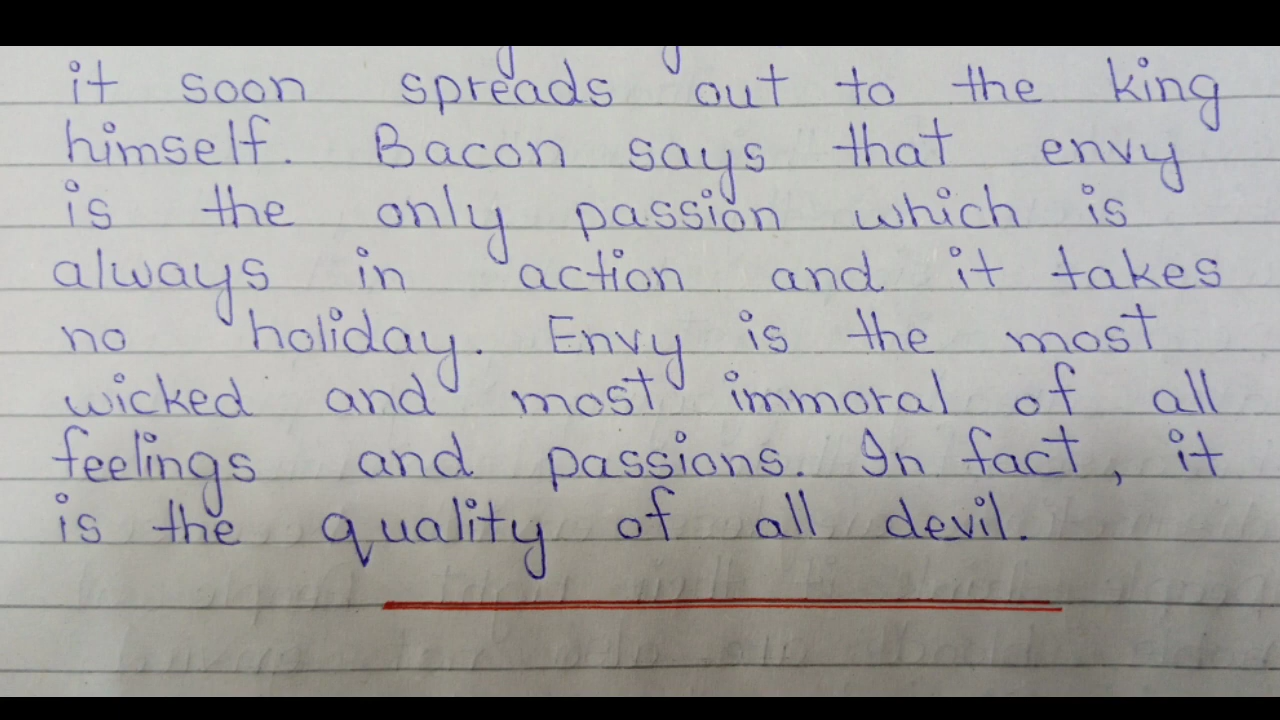 it soon spreads out to the king
himself. Bacon says that envy
is the only passion which is
always in action and it takes
no holiday. Envy is the most
wicked and most immoral of all
feelings and passions. In fact, it
is the quality of all devil.